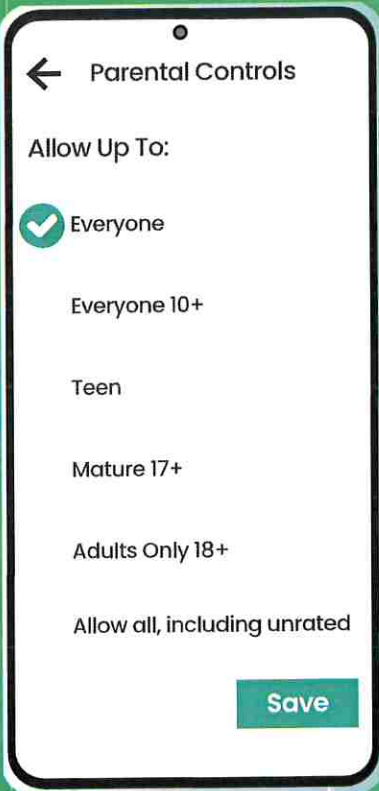 Parental Controls
Allow Up To:
Everyone
Everyone 10+
Teen
Mature 17+
Adults Only 18+
Allow all, including unrated
Save